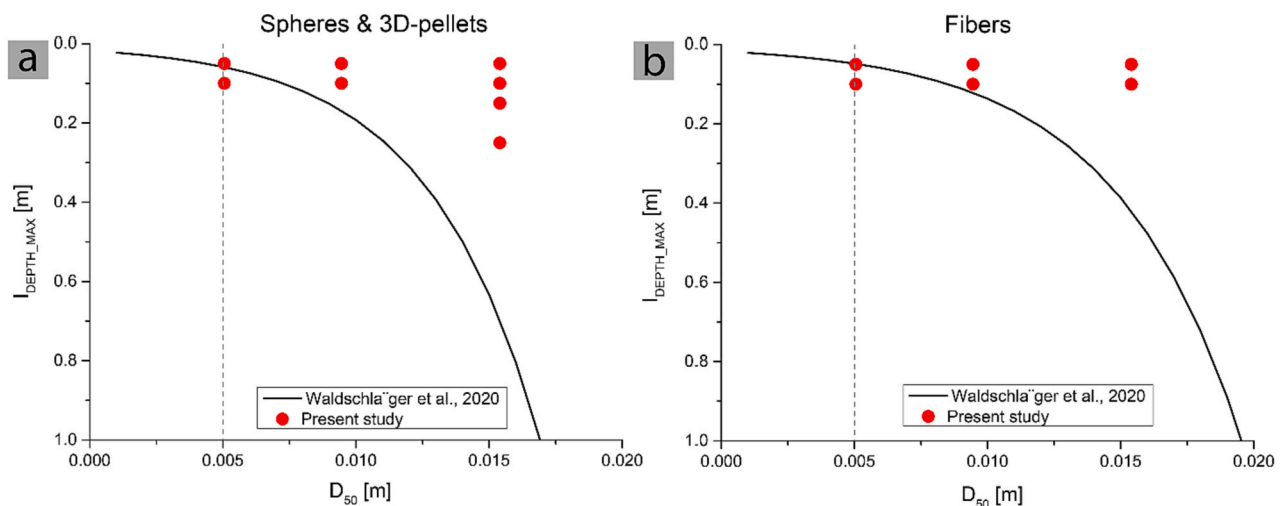 a
Spheres & 3D-pellets
0.0
0.2
0.4
0.6
0.8
1.0
I_DEPTH_MAX [m]
Waldschla¨ger et al., 2020
Present study
0.000
0.005
0.010
0.015
0.020
D_50 [m]
b
Fibers
0.0
0.2
0.4
0.6
0.8
1.0
I_DEPTH_MAX [m]
Waldschla¨ger et al., 2020
Present study
0.000
0.005
0.010
0.015
0.020
D_50 [m]